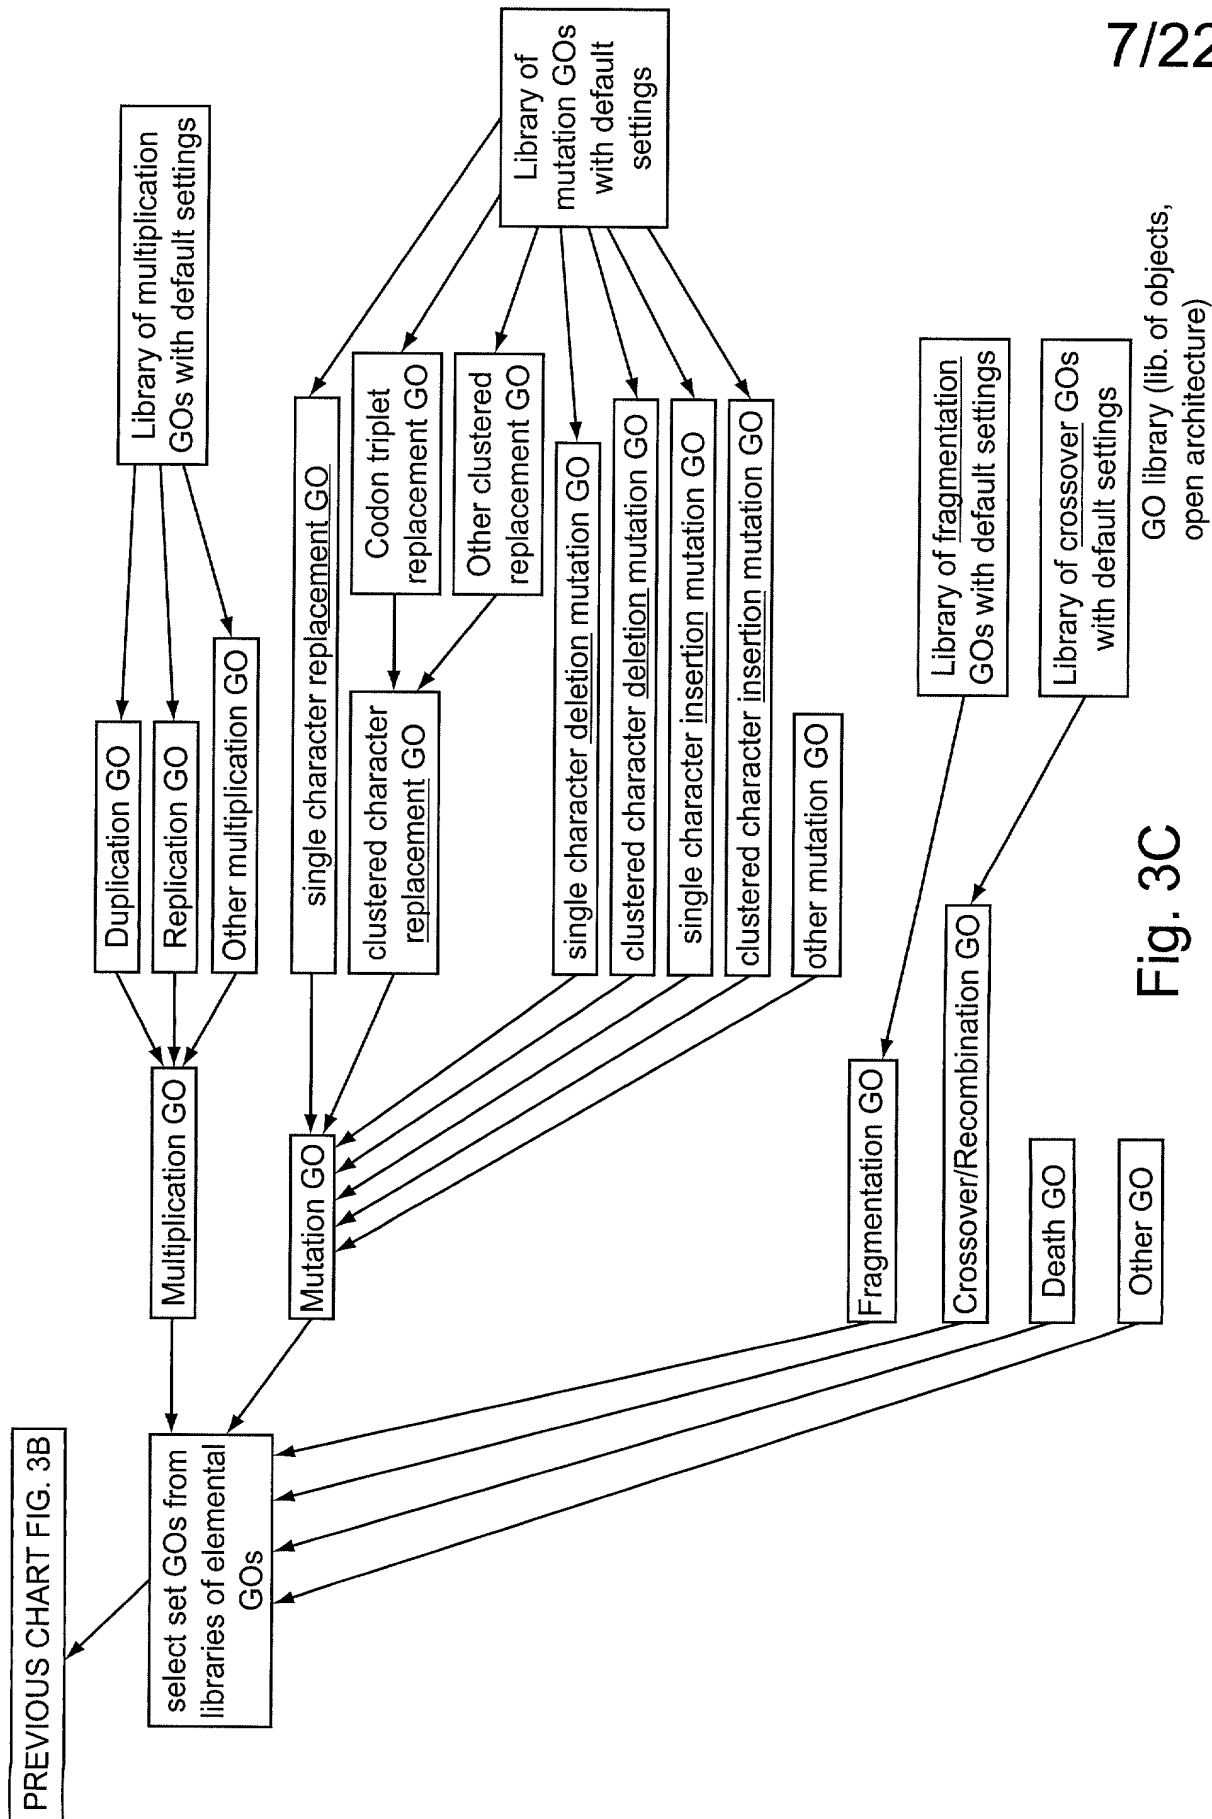 7/22
PREVIOUS CHART FIG. 3B
select set GOs from
libraries of elemental
GOs
Multiplication GO
Duplication GO
Replication GO
Other multiplication GO
Library of multiplication
GOs with default settings
Mutation GO
single character replacement GO
clustered character
replacement GO
Codon triplet
replacement GO
Other clustered
replacement GO
single character deletion mutation GO
clustered character deletion mutation GO
single character insertion mutation GO
clustered character insertion mutation GO
other mutation GO
Library of
mutation GOs
with default
settings
Fragmentation GO
Library of fragmentation
GOs with default settings
Crossover/Recombination GO
Library of crossover GOs
with default settings
Death GO
Other GO
GO library (lib. of objects,
open architecture)
Fig. 3C